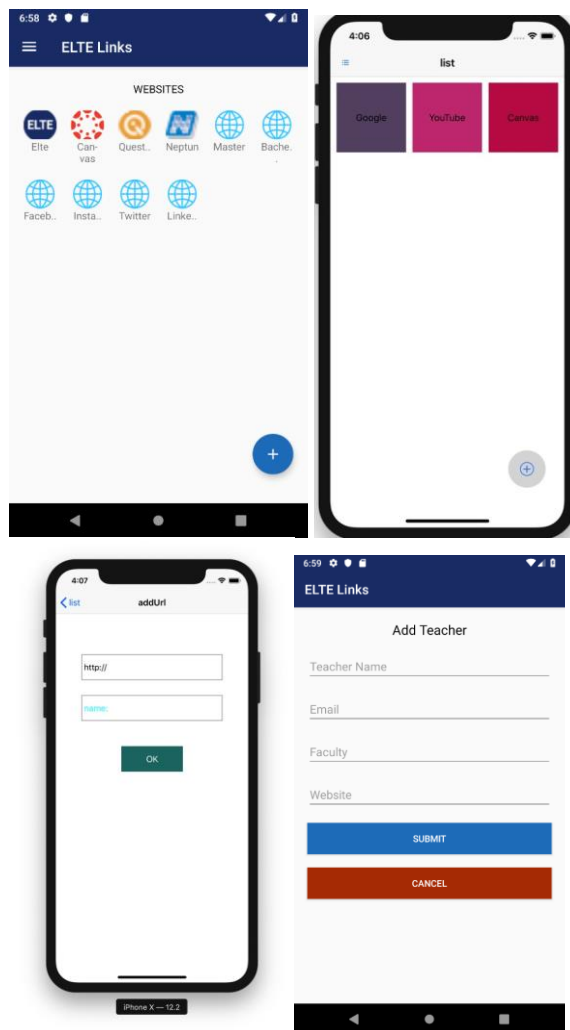 6:58
ELTE Links
WEBSITES
ELTE
Elte
Can-
vas
Quest..
Neptun
Master
Bache.
.
Faceb..
Insta..
Twitter
Linke..
+
4:06
....
list
Google
YouTube
Canvas
4:07
....
list
addUrl
http://
name:
OK
iPhone X — 12.2
6:59
ELTE Links
Add Teacher
Teacher Name
Email
Faculty
Website
SUBMIT
CANCEL